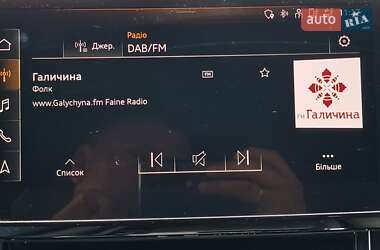 auto RIA
Джер.
Радіо
DAB/FM
Галичина
Фолк
www.Galychyna.fm Faine Radio
FM
FM Галичина
Список
Більше